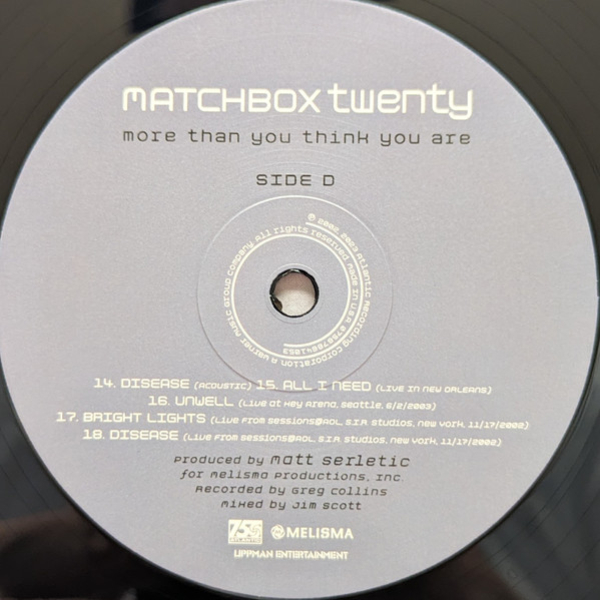 MATCHBOX twenty
more than you think you are
SIDE D
℗ 2002, 2023 Atlantic Recording Corporation A Warner Music Group Company All rights reserved Made in U.S.A.
14. DISEASE (Acoustic) 15. ALL I NEED (Live in New Orleans)
16. UNWELL (Live at Key Arena, Seattle, 6/2/2003)
17. BRIGHT LIGHTS (Live From Sessions@AOL, S.I.R. Studios, New York, 11/17/2002)
18. DISEASE (Live From Sessions@AOL, S.I.R. Studios, New York, 11/17/2002)
Produced by Matt Serletic
for Melisma Productions, Inc.
Recorded by Greg Collins
Mixed by Jim Scott
75 ATLANTIC MELISMA
LIPPMAN ENTERTAINMENT